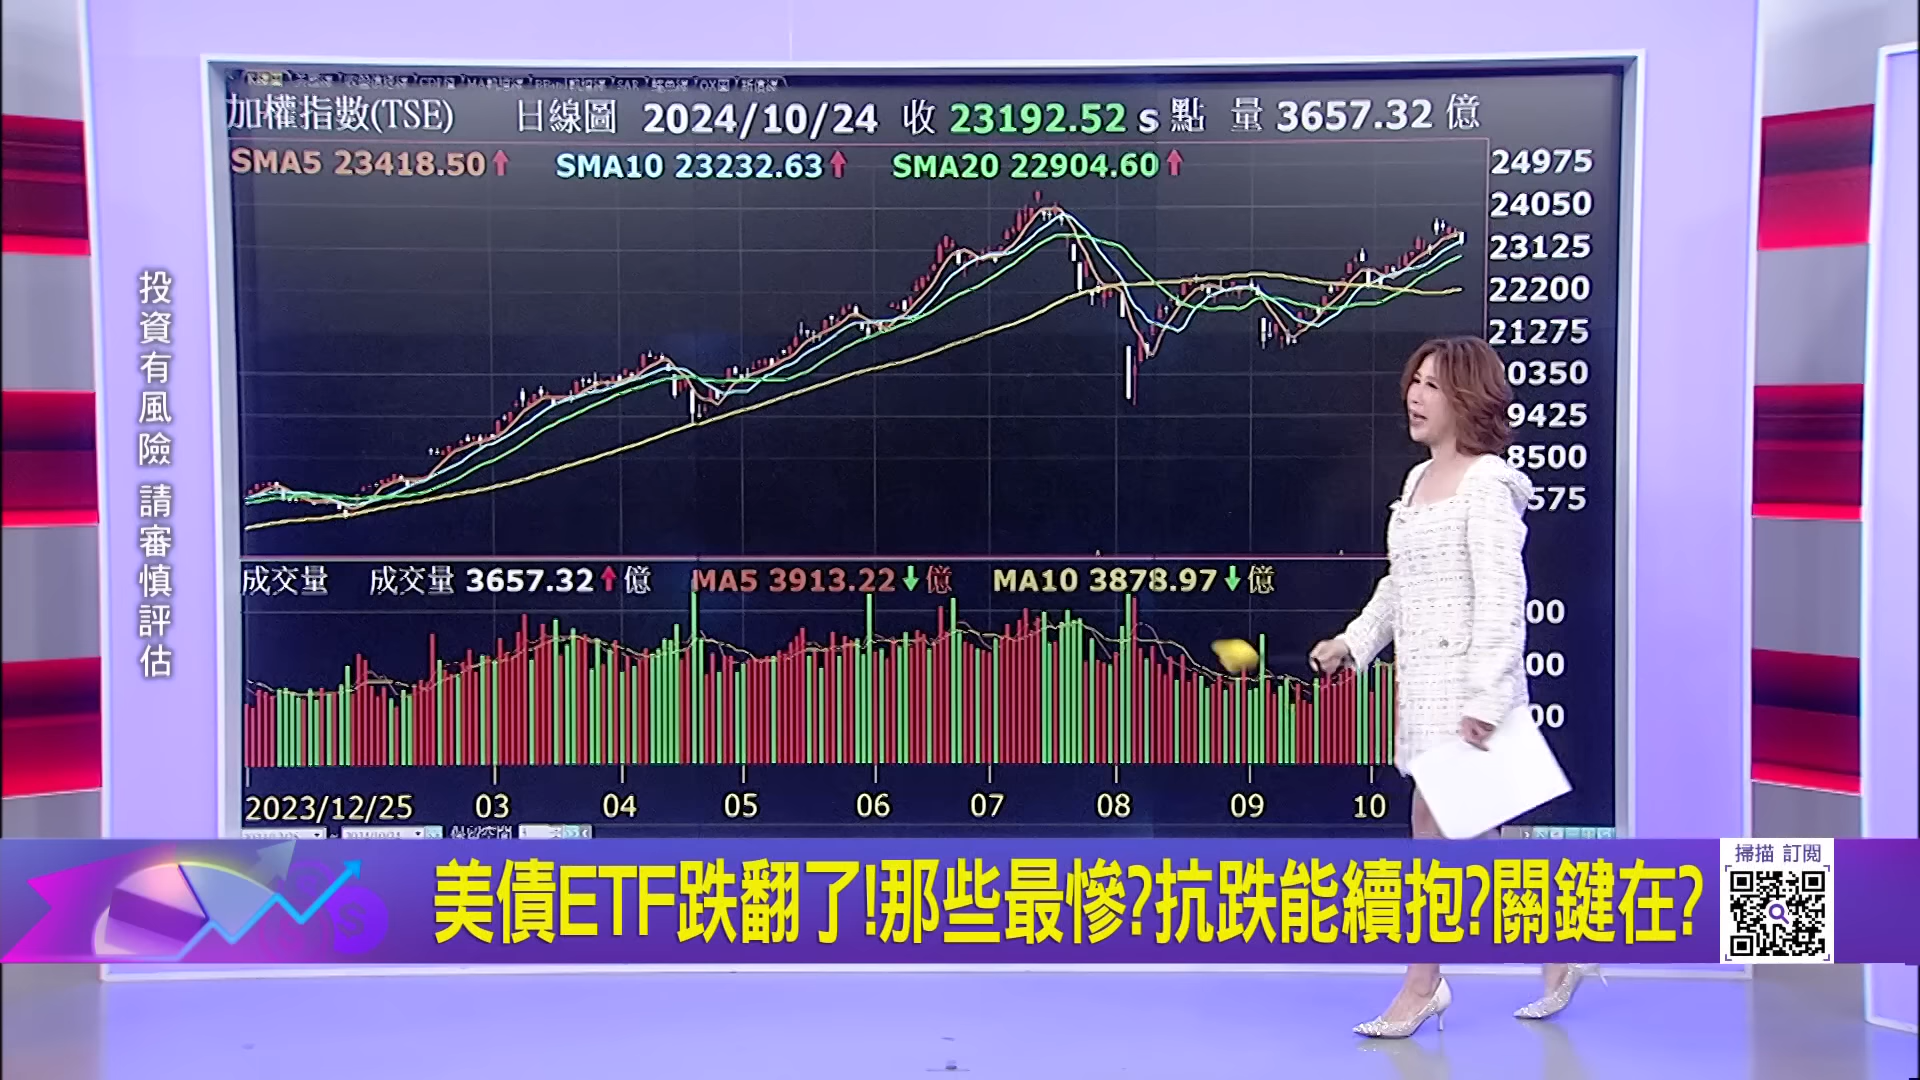 加權指數(TSE) 日線圖 2024/10/24 收 23192.52 s 點 量 3657.32 億
SMA5 23418.50↑ SMA10 23232.63↑ SMA20 22904.60↑
24975
24050
23125
22200
21275
0350
9425
8500
575
投資有風險 請審慎評估
成交量 成交量 3657.32↑億 MA5 3913.22↓億 MA10 3878.97↓億
00
00
00
2023/12/25 03 04 05 06 07 08 09 10
美債ETF跌翻了!那些最慘?抗跌能續抱?關鍵在?
掃描 訂閱